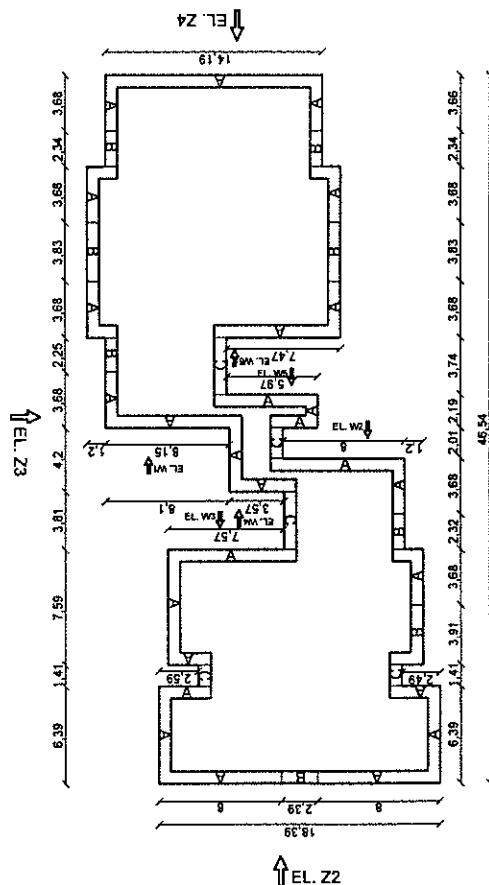 EL. Z4
14,19
A
3,68
A
A
3,66
2,34
B
B
2,34
3,68
A
A
3,68
3,83
B
B
3,83
3,68
A
A
3,68
A
2,25
B
7,47
C
EL. W6
3,74
EL. W5
5,97
3,68
A
A
A
2,19
A
A
EL. Z3
1,2
8,15
EL. W2
C
8
1,2
2,01
46,54
4,2
EL. W1
A
A
A
3,68
8,1
3,57
A
3,81
EL. W3
EL. W4
7,57
C
B
2,32
A
A
3,68
7,59
A
B
3,91
A
1,41
2,59
C
C
2,49
1,41
A
A
6,39
A
A
6,39
A
B
A
8
2,39
8
18,39
EL. Z2